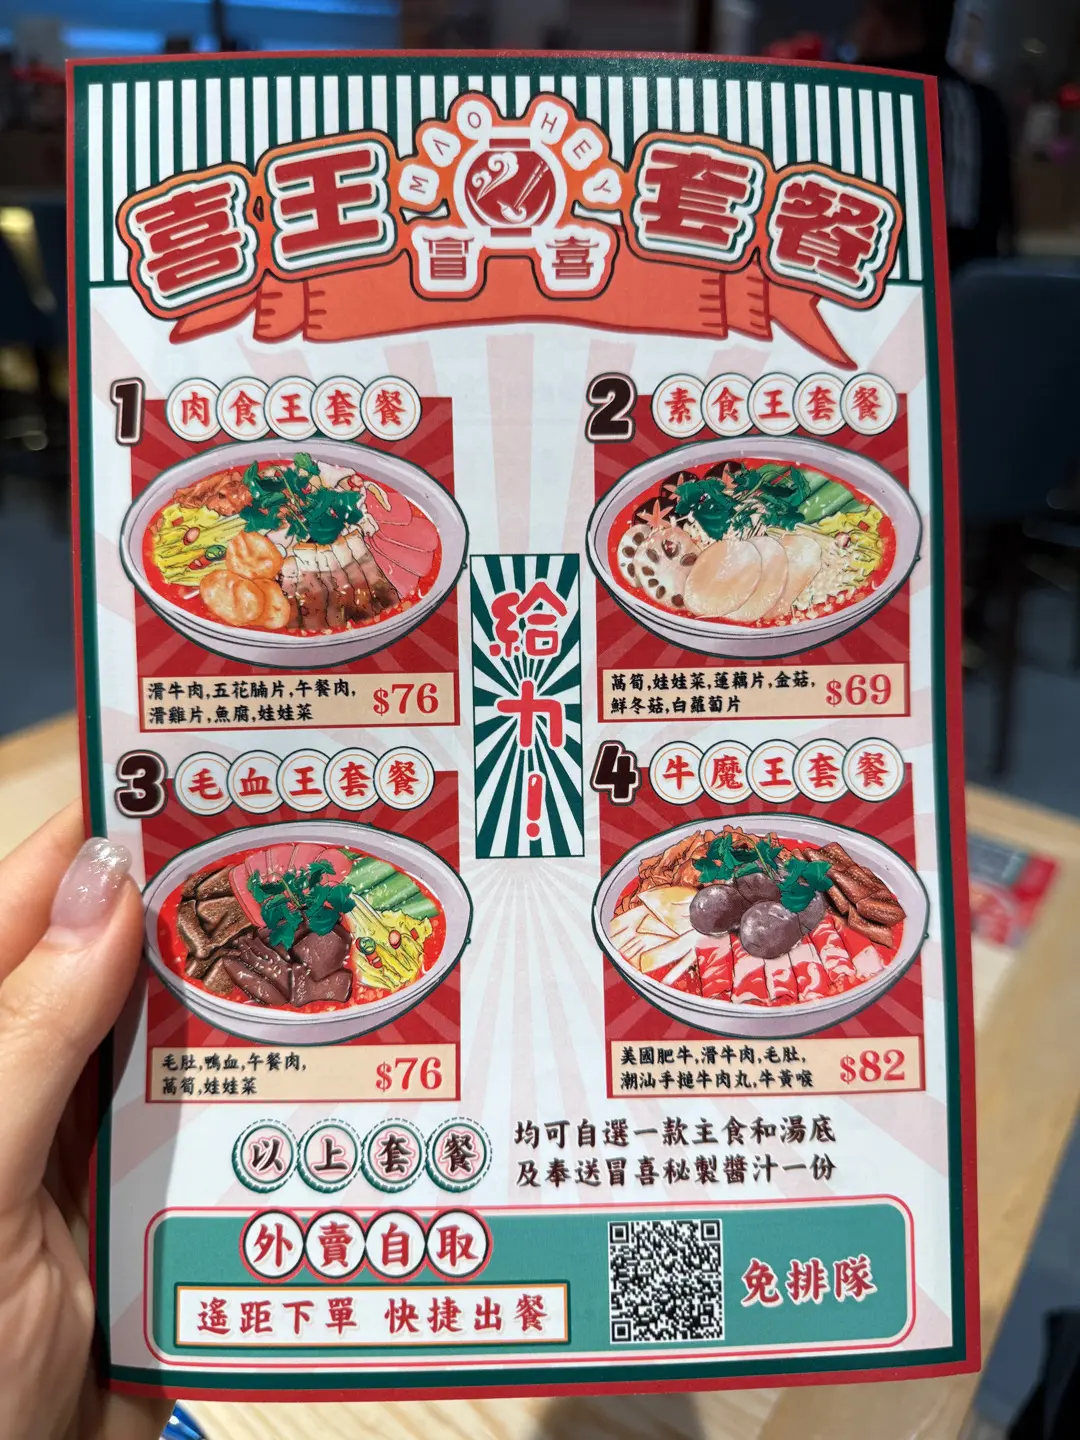 喜王套餐
MAO HEY
冒喜
1 肉食王套餐
滑牛肉,五花腩片,午餐肉,
滑雞片,魚腐,娃娃菜
$76
2 素食王套餐
萵筍,娃娃菜,蓮藕片,金菇,
鮮冬菇,白蘿蔔片
$69
給力!
3 毛血王套餐
毛肚,鴨血,午餐肉,
萵筍,娃娃菜
$76
4 牛魔王套餐
美國肥牛,滑牛肉,毛肚,
潮汕手搥牛肉丸,牛黃喉
$82
以上套餐
均可自選一款主食和湯底
及奉送冒喜秘製醬汁一份
外賣自取
遙距下單 快捷出餐
免排隊